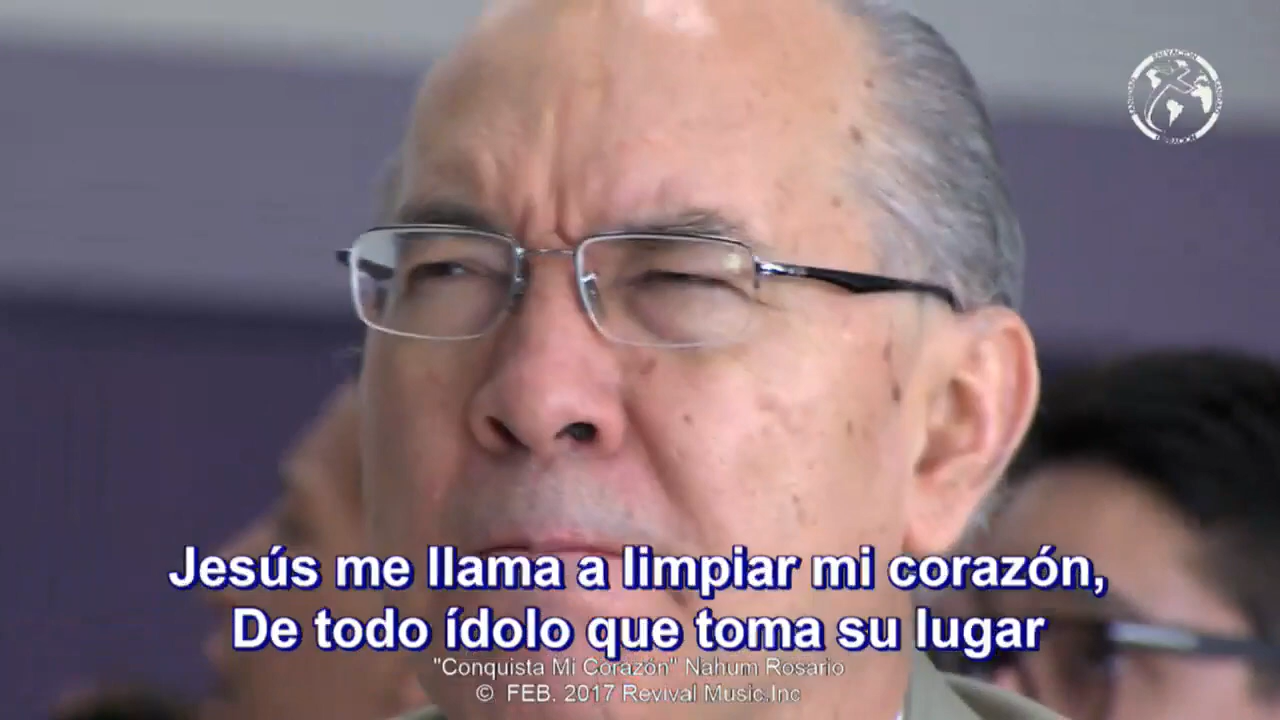 SALVACION
Jesús me llama a limpiar mi corazón,
De todo ídolo que toma su lugar
"Conquista Mi Corazón" Nahum Rosario
© FEB. 2017 Revival Music.Inc